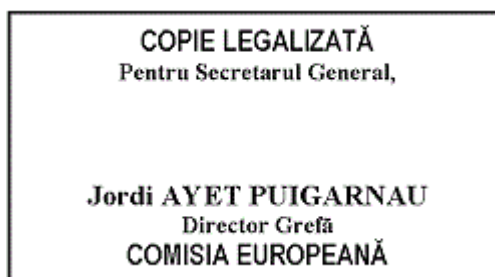 COPIE LEGALIZATĂ
Pentru Secretarul General,
Jordi AYET PUIGARNAU
Director Grefă
COMISIA EUROPEANĂ